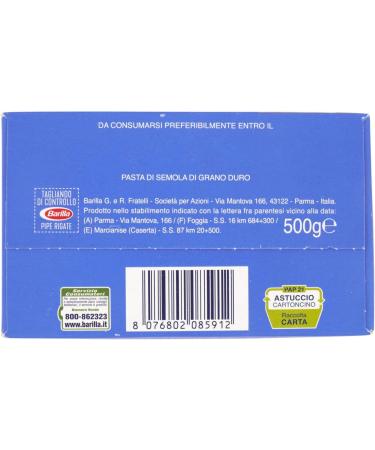 DA CONSUMARSI PREFERIBILMENTE ENTRO IL
PASTA DI SEMOLA DI GRANO DURO
TAGLIANDO
DI CONTROLLO
Barilla
PIPE RIGATE
Barilla G. e R. Fratelli - Società per Azioni - Via Mantova 166, 43122 - Parma - Italia.
Prodotto nello stabilimento indicato con la lettera fra parentesi vicino alla data:
(A) Parma - Via Mantova, 166 / (F) Foggia - S.S. 16 km 684+300 /
(E) Marcianise (Caserta) - S.S. 87 km 20+500.
500g℮
Servizio
Consumatori
800-862323
www.barilla.it
8 076802 085912
PAP 21
ASTUCCIO
CARTONCINO
Raccolta
CARTA